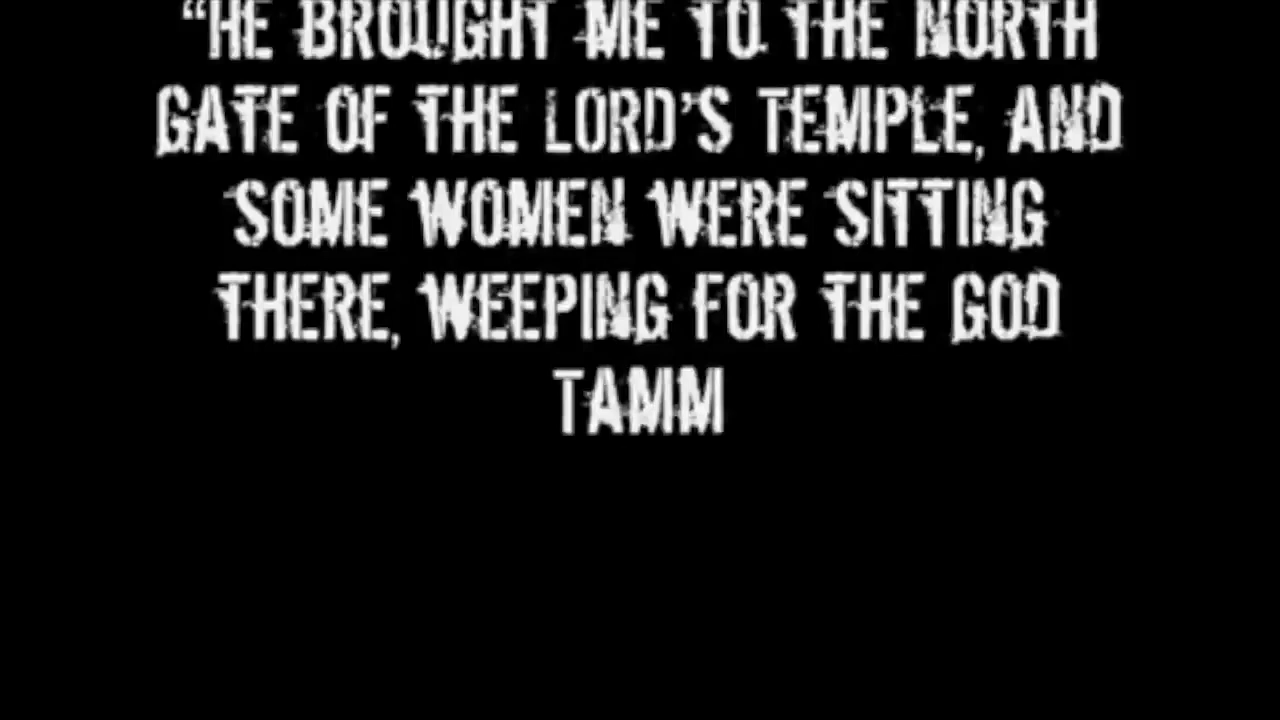 “HE BROUGHT ME TO THE NORTH
GATE OF THE LORD’S TEMPLE, AND
SOME WOMEN WERE SITTING
THERE, WEEPING FOR THE GOD
TAMM